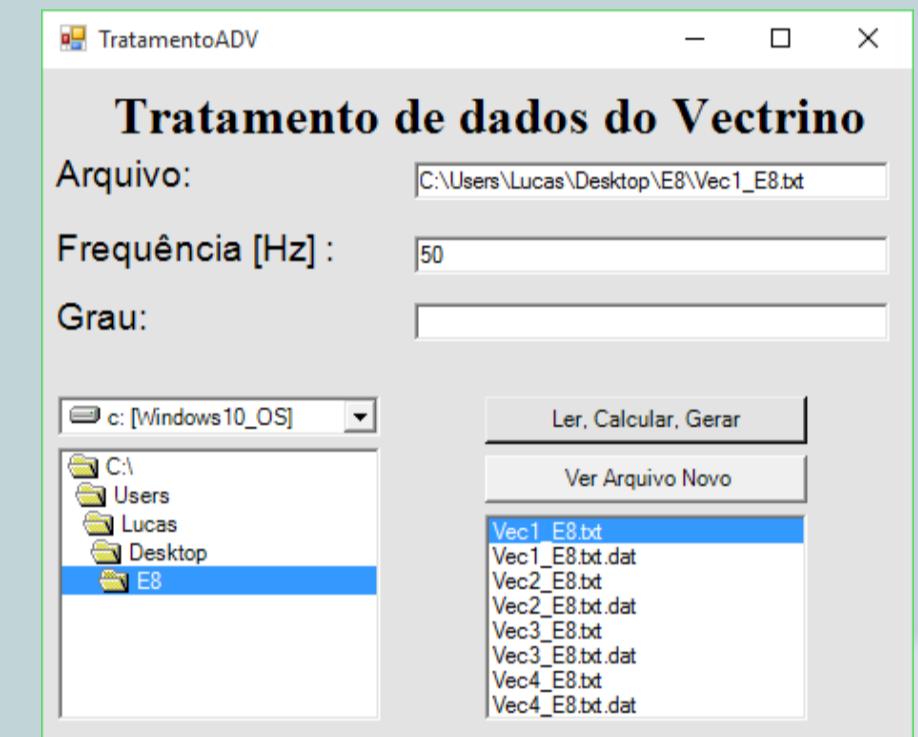 TratamentoADV
Tratamento de dados do Vectrino
Arquivo:
C:\Users\Lucas\Desktop\E8\Vec1_E8.txt
Frequência [Hz] :
50
Grau:
c: [Windows10_OS]
C:\
Users
Lucas
Desktop
E8
Ler, Calcular, Gerar
Ver Arquivo Novo
Vec1_E8.txt
Vec1_E8.txt.dat
Vec2_E8.txt
Vec2_E8.txt.dat
Vec3_E8.txt
Vec3_E8.txt.dat
Vec4_E8.txt
Vec4_E8.txt.dat